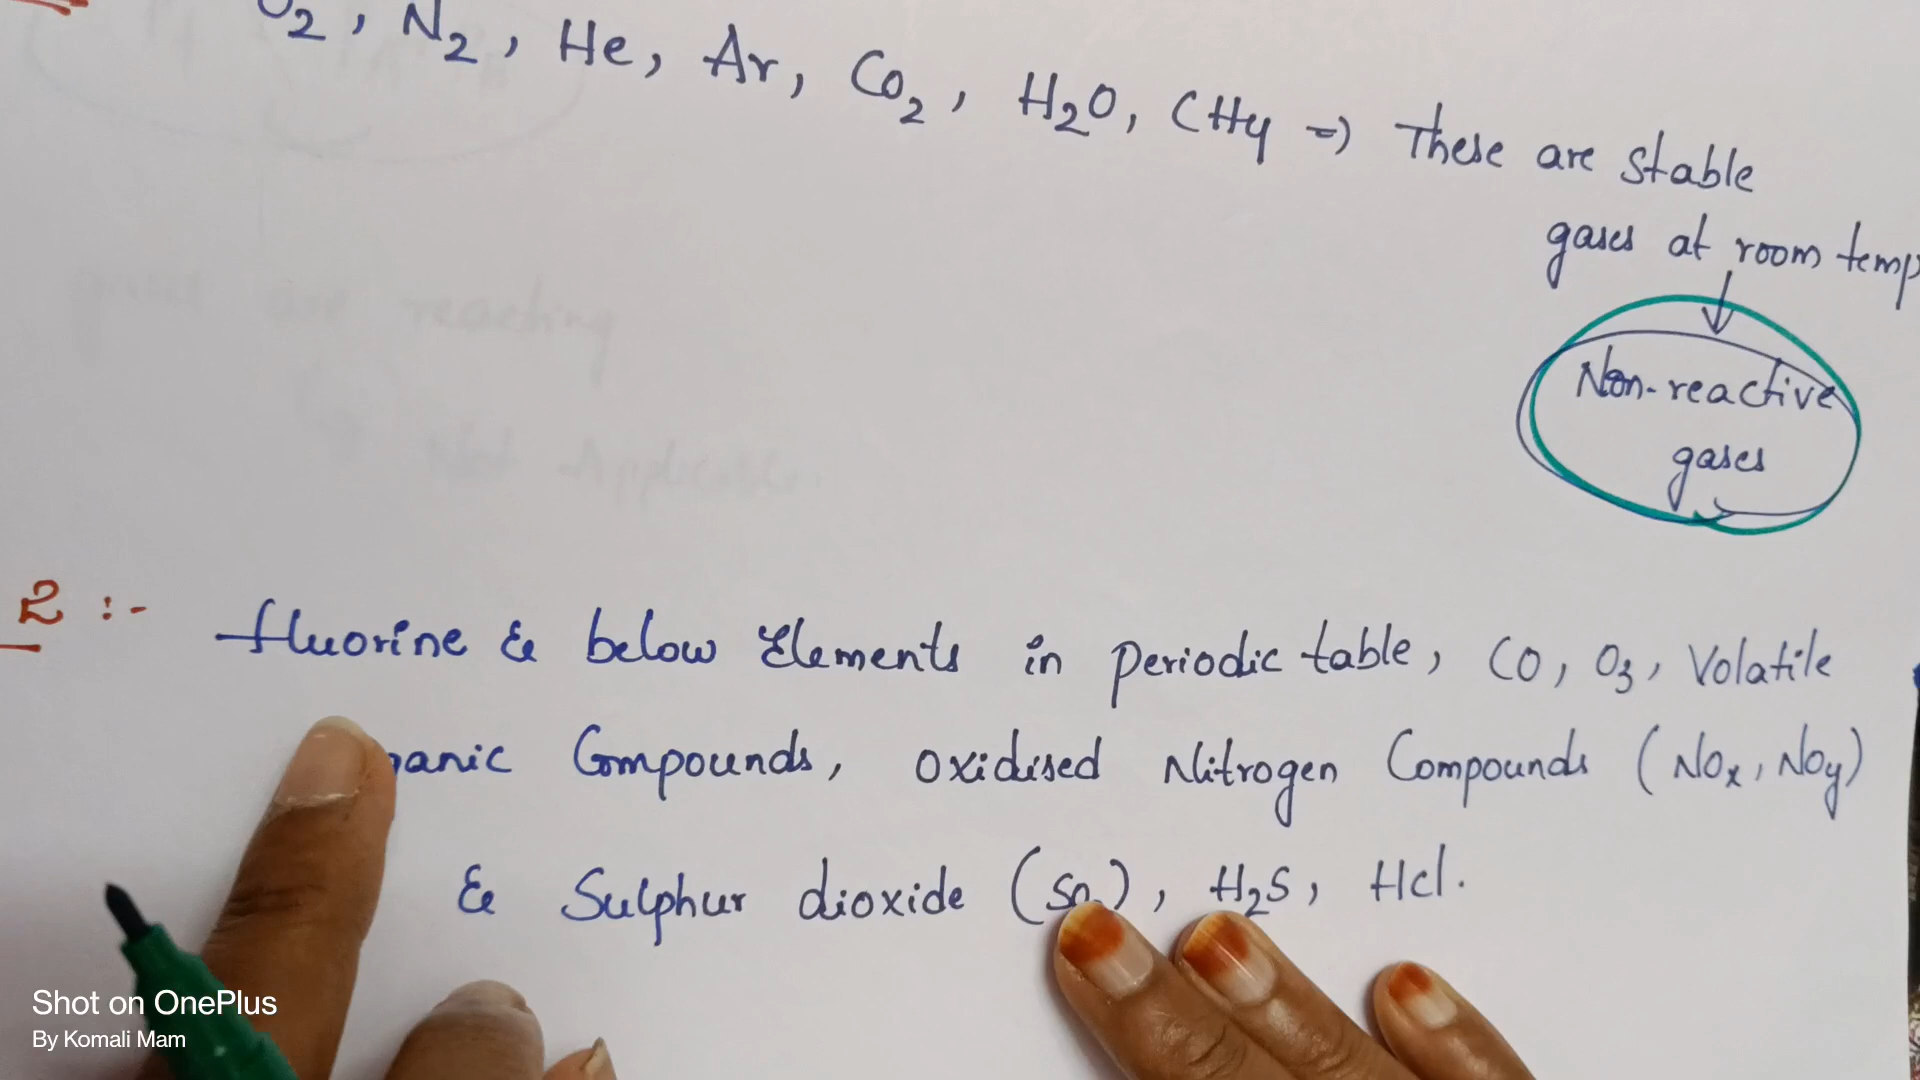 O2, N2, He, Ar, CO2, H2O, CH4 => These are stable
gases at room temp
Non-reactive
gases
2 :- fluorine & below Elements in periodic table, CO, O3, Volatile
Compounds, oxidised Nitrogen Compounds (NOx, NOy)
& Sulphur dioxide (SO2), H2S, Hcl.
Shot on OnePlus
By Komali Mam